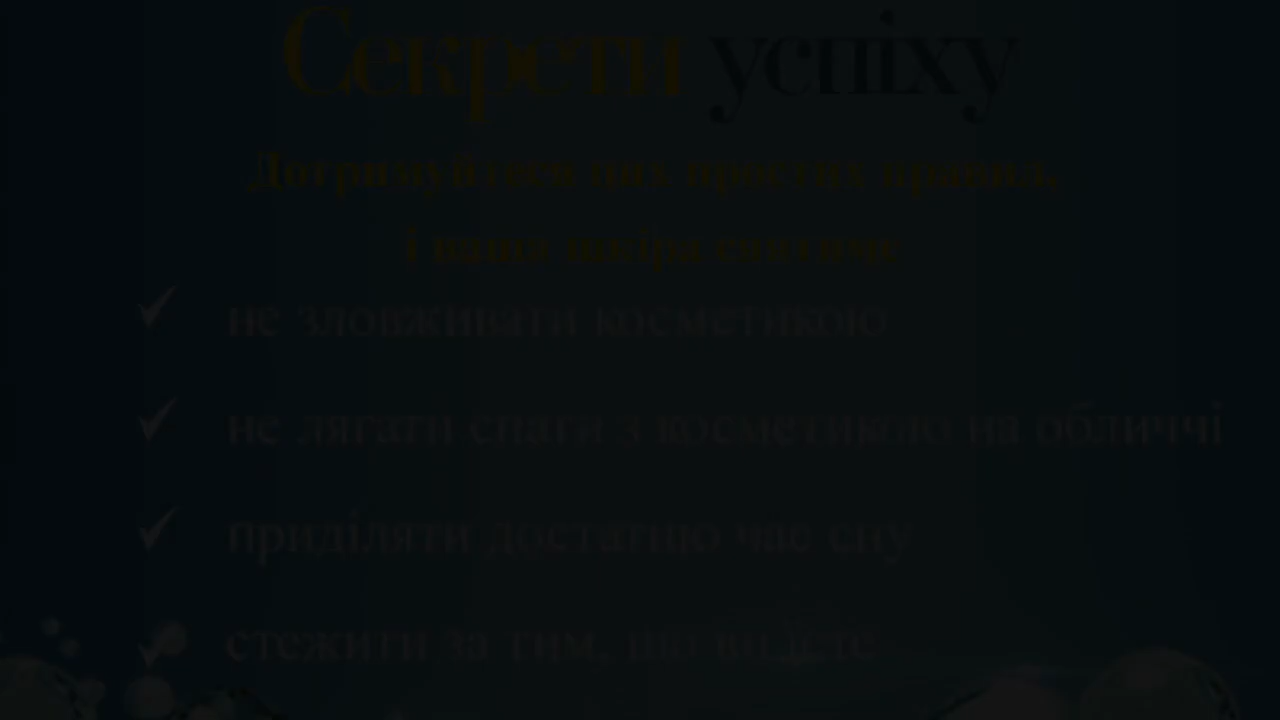 Секрети успіху
Дотримуйтеся цих простих правил,
і ваша шкіра сяятиме
не зловживати косметикою
не лягати спати з косметикою на обличчі
приділяти достатньо час сну
стежити за тим, що ви їсте